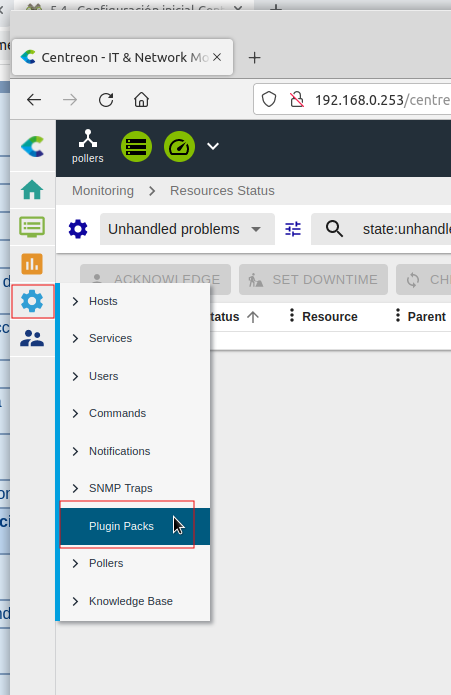 5.4 - Configuración inicial Cen
Centreon - IT & Network Mo
192.168.0.253/centre
pollers
Monitoring
Resources Status
Unhandled problems
state:unhandle
ACKNOWLEDGE
SET DOWNTIME
CH
tatus
Resource
Parent
Hosts
Services
Users
Commands
Notifications
SNMP Traps
Plugin Packs
Pollers
Knowledge Base